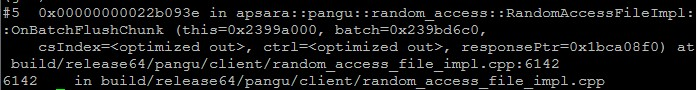 #5  0x00000000022b093e in apsara::pangu::random_access::RandomAccessFileImpl:
:OnBatchFlushChunk (this=0x2399a000, batch=0x239bd6c0,
    csIndex=<optimized out>, ctrl=<optimized out>, responsePtr=0x1bca08f0) at
 build/release64/pangu/client/random_access_file_impl.cpp:6142
6142    in build/release64/pangu/client/random_access_file_impl.cpp